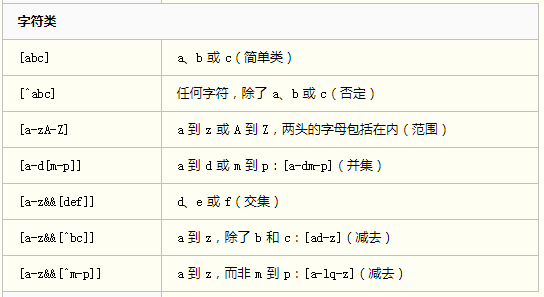 字符类
[abc] a、b 或 c（简单类）
[^abc] 任何字符，除了 a、b 或 c（否定）
[a-zA-Z] a 到 z 或 A 到 Z，两头的字母包括在内（范围）
[a-d[m-p]] a 到 d 或 m 到 p：[a-dm-p]（并集）
[a-z&&[def]] d、e 或 f（交集）
[a-z&&[^bc]] a 到 z，除了 b 和 c：[ad-z]（减去）
[a-z&&[^m-p]] a 到 z，而非 m 到 p：[a-lq-z]（减去）